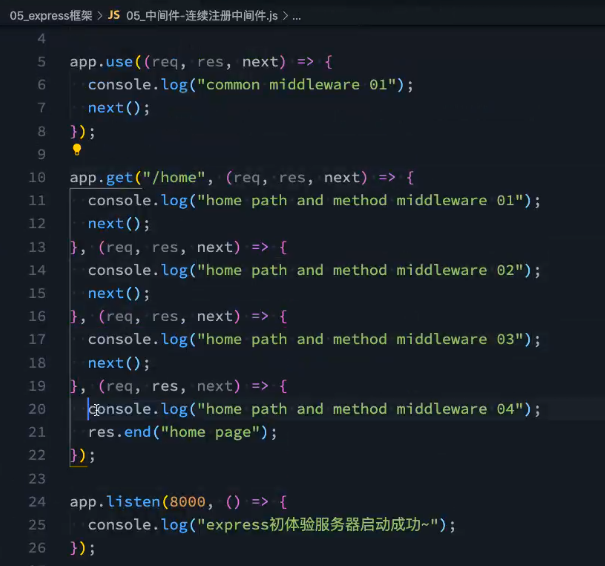 05_express框架 > JS 05_中间件-连续注册中间件.js > ...
4
5 app.use((req, res, next) => {
6 console.log("common middleware 01");
7 next();
8 });
9
10 app.get("/home", (req, res, next) => {
11 console.log("home path and method middleware 01");
12 next();
13 }, (req, res, next) => {
14 console.log("home path and method middleware 02");
15 next();
16 }, (req, res, next) => {
17 console.log("home path and method middleware 03");
18 next();
19 }, (req, res, next) => {
20 console.log("home path and method middleware 04");
21 res.end("home page");
22 });
23
24 app.listen(8000, () => {
25 console.log("express初体验服务器启动成功~");
26 });